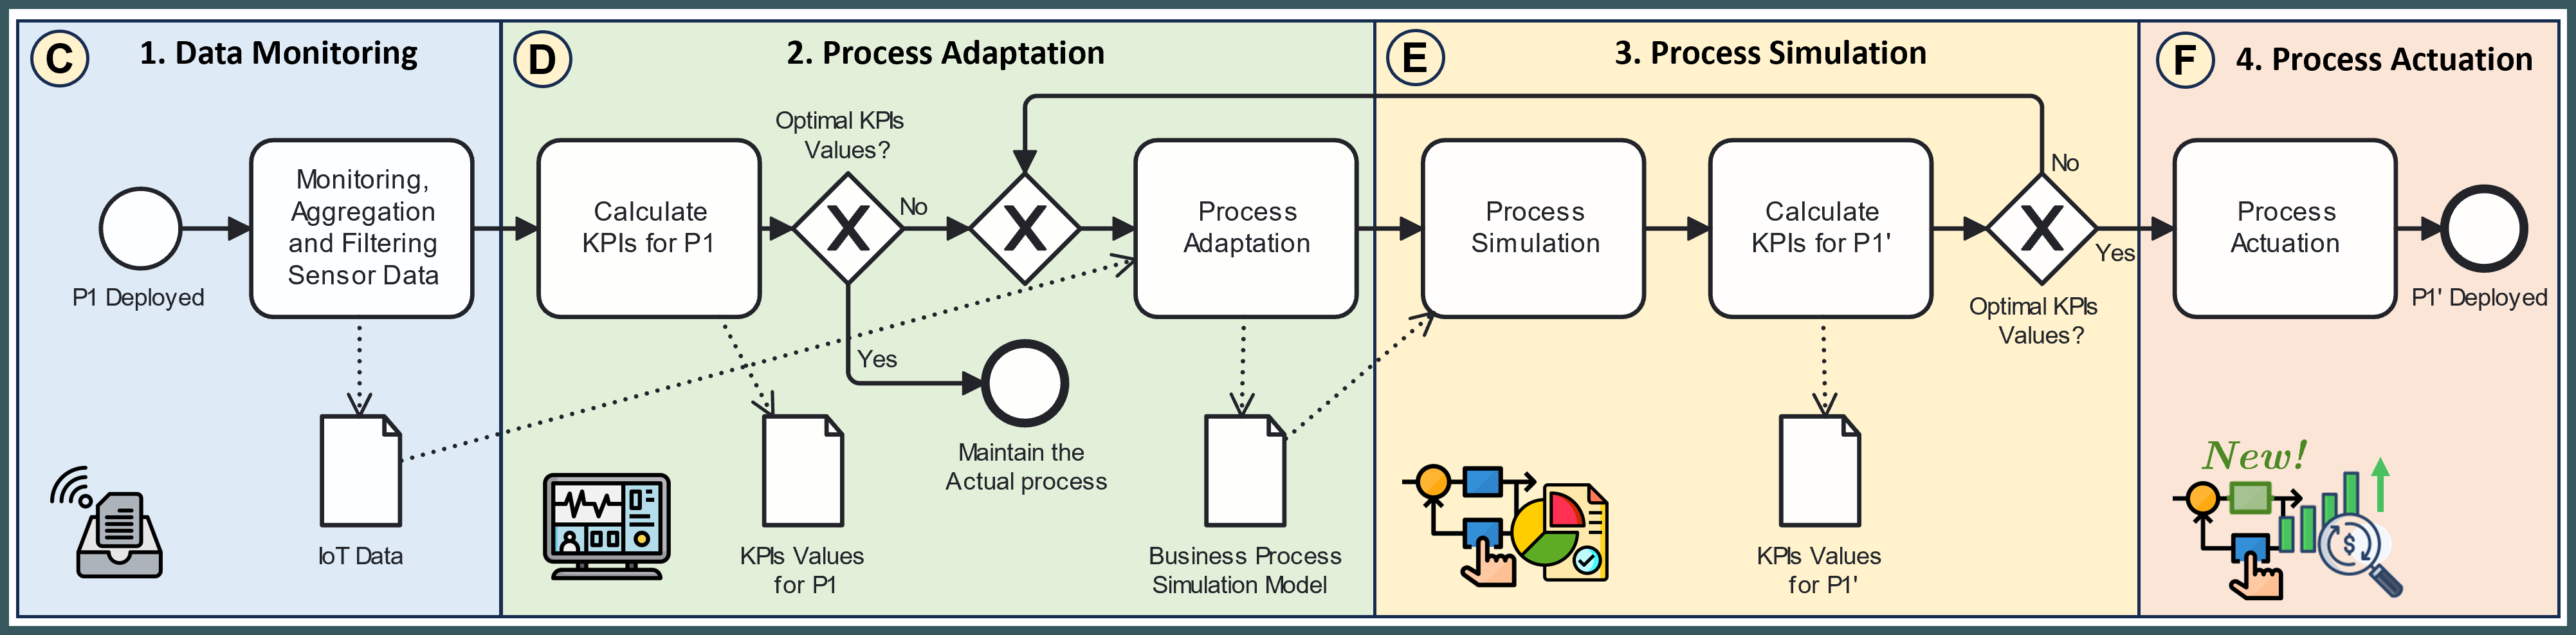 C
1. Data Monitoring
P1 Deployed
Monitoring,
Aggregation
and Filtering
Sensor Data
IoT Data
D
2. Process Adaptation
Calculate
KPIs for P1
Optimal KPIs
Values?
No
X
X
Yes
Maintain the
Actual process
KPIs Values
for P1
Process
Adaptation
Business Process
Simulation Model
E
3. Process Simulation
Process
Simulation
Calculate
KPIs for P1'
No
X
Yes
Optimal KPIs
Values?
KPIs Values
for P1'
F
4. Process Actuation
Process
Actuation
P1' Deployed
New!
$